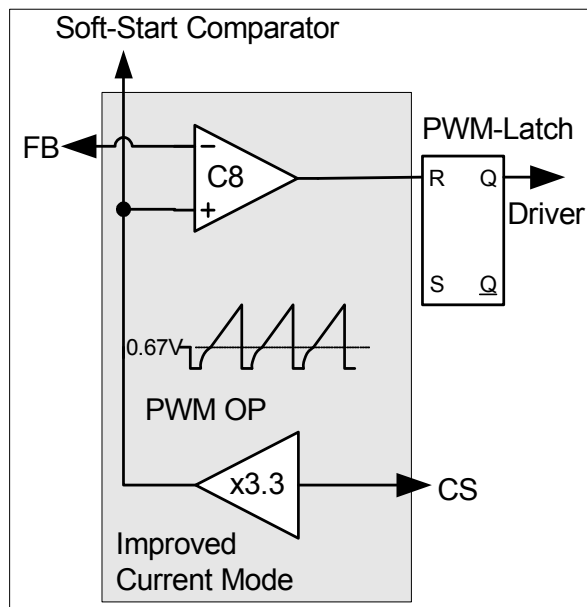 Soft-Start Comparator
FB
−
C8
+
PWM-Latch
R Q
Driver
S Q
0.67V
PWM OP
x3.3
CS
Improved
Current Mode